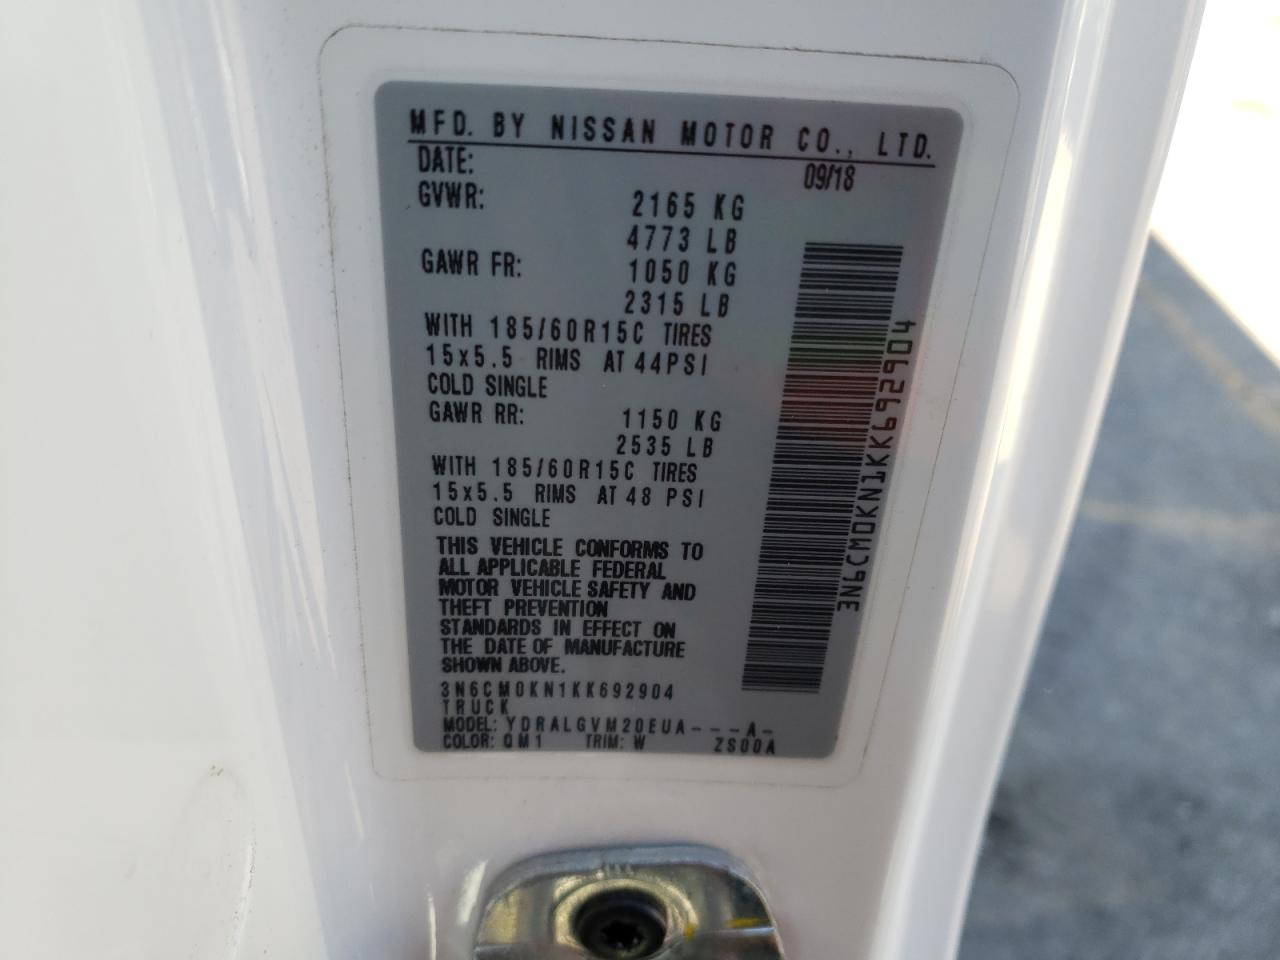 MFD. BY NISSAN MOTOR CO., LTD.
DATE: 09/18
GVWR: 2165 KG
4773 LB
GAWR FR: 1050 KG
2315 LB
WITH 185/60R15C TIRES
15x5.5 RIMS AT 44PSI
COLD SINGLE
GAWR RR: 1150 KG
2535 LB
WITH 185/60R15C TIRES
15x5.5 RIMS AT 48 PSI
COLD SINGLE
THIS VEHICLE CONFORMS TO
ALL APPLICABLE FEDERAL
MOTOR VEHICLE SAFETY AND
THEFT PREVENTION
STANDARDS IN EFFECT ON
THE DATE OF MANUFACTURE
SHOWN ABOVE.
3N6CM0KN1KK692904
TRUCK
MODEL: YDRALGVM20EUA----A-
COLOR: QM1 TRIM: W ZS00A
3N6CM0KN1KK692904